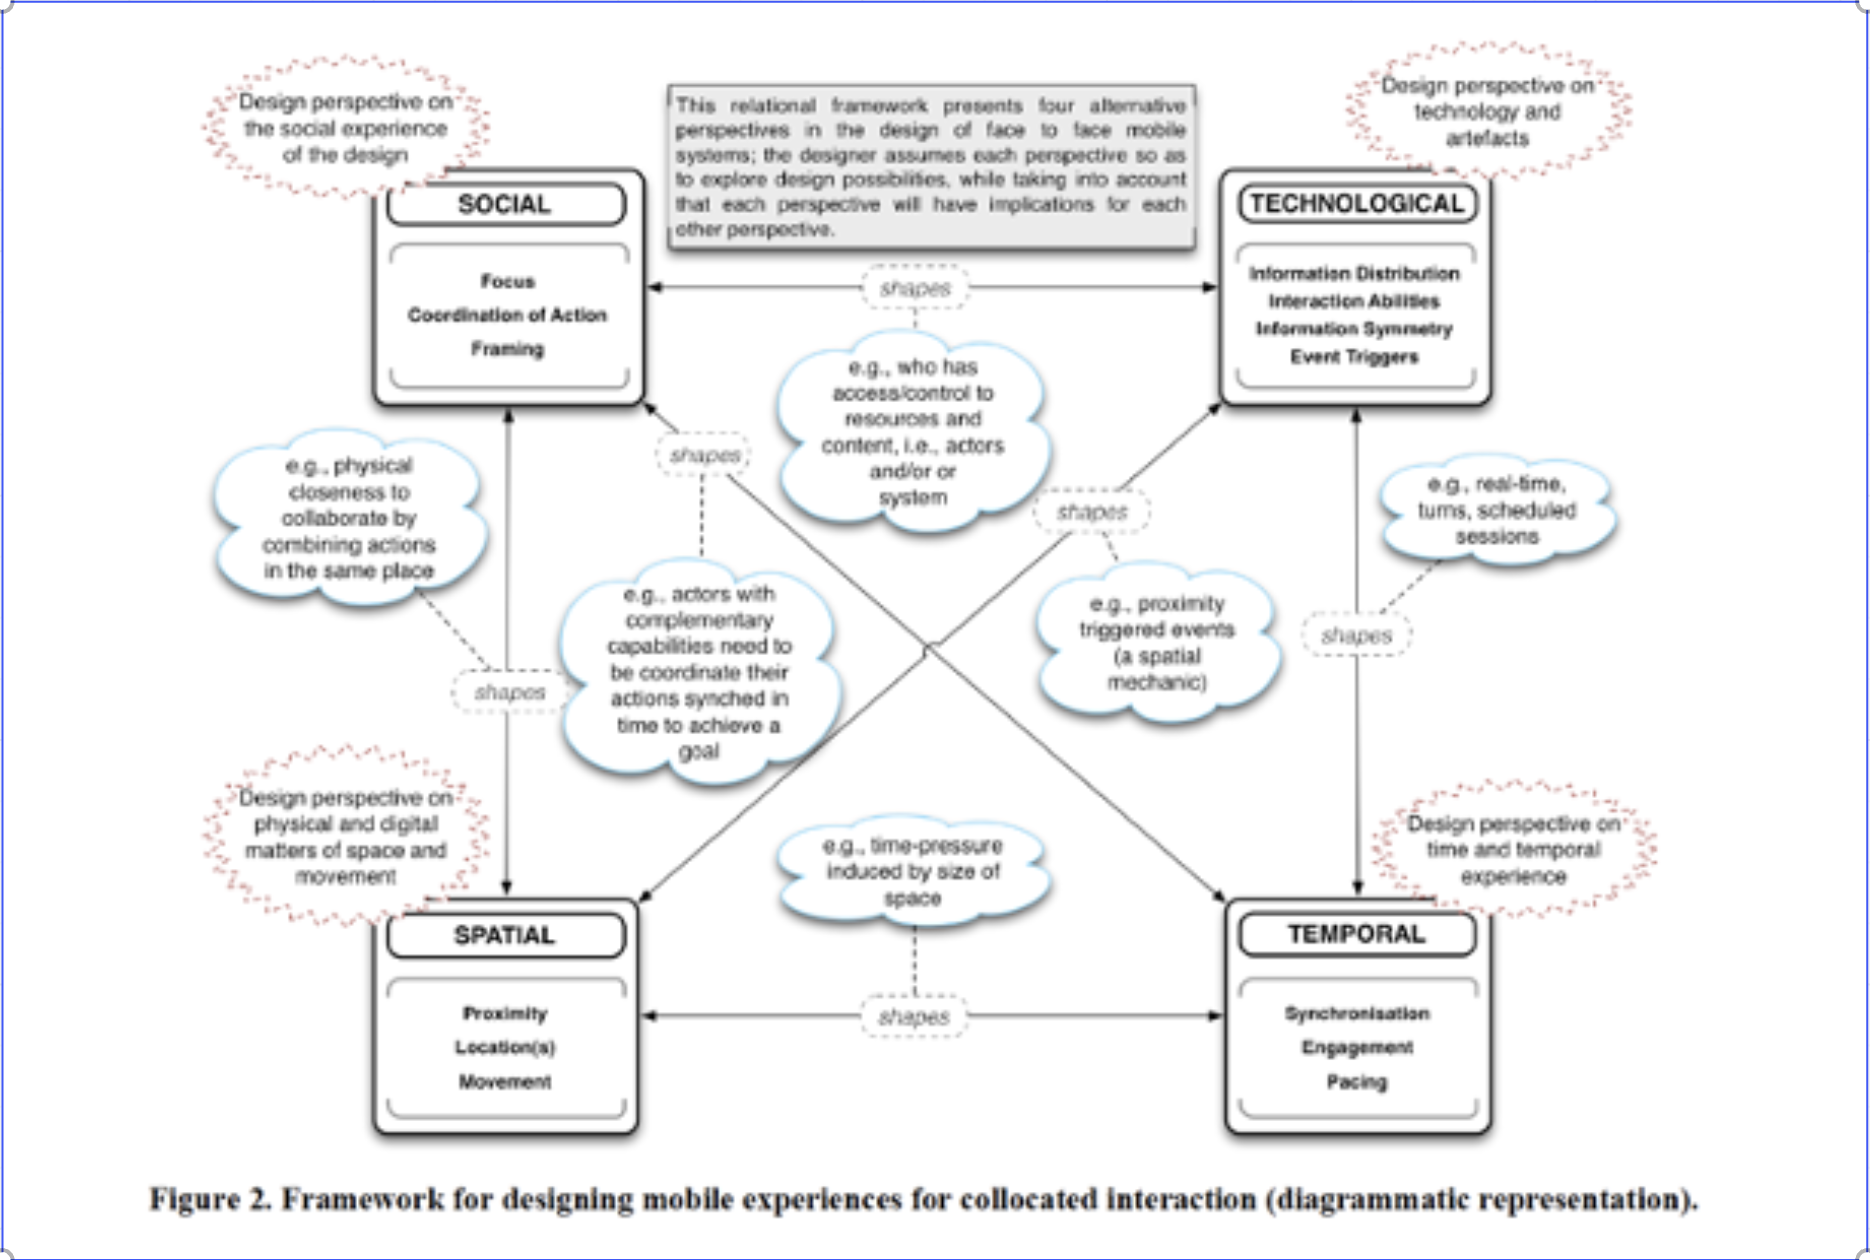 Design perspective on
the social experience
of the design
This relational framework presents four alternative
perspectives in the design of face to face mobile
systems; the designer assumes each perspective so as
to explore design possibilities, while taking into account
that each perspective will have implications for each
other perspective.
Design perspective on
technology and
artefacts
SOCIAL
Focus
Coordination of Action
Framing
TECHNOLOGICAL
Information Distribution
Interaction Abilities
Information Symmetry
Event Triggers
shapes
e.g., who has
access/control to
resources and
content, i.e., actors
and/or or
system
shapes
e.g., physical
closeness to
collaborate by
combining actions
in the same place
shapes
e.g., actors with
complementary
capabilities need to
be coordinate their
actions synched in
time to achieve a
goal
shapes
e.g., proximity
triggered events
(a spatial
mechanic)
e.g., real-time,
turns, scheduled
sessions
shapes
Design perspective on
physical and digital
matters of space and
movement
e.g., time-pressure
induced by size of
space
shapes
Design perspective on
time and temporal
experience
SPATIAL
Proximity
Location(s)
Movement
TEMPORAL
Synchronisation
Engagement
Pacing
Figure 2. Framework for designing mobile experiences for collocated interaction (diagrammatic representation).